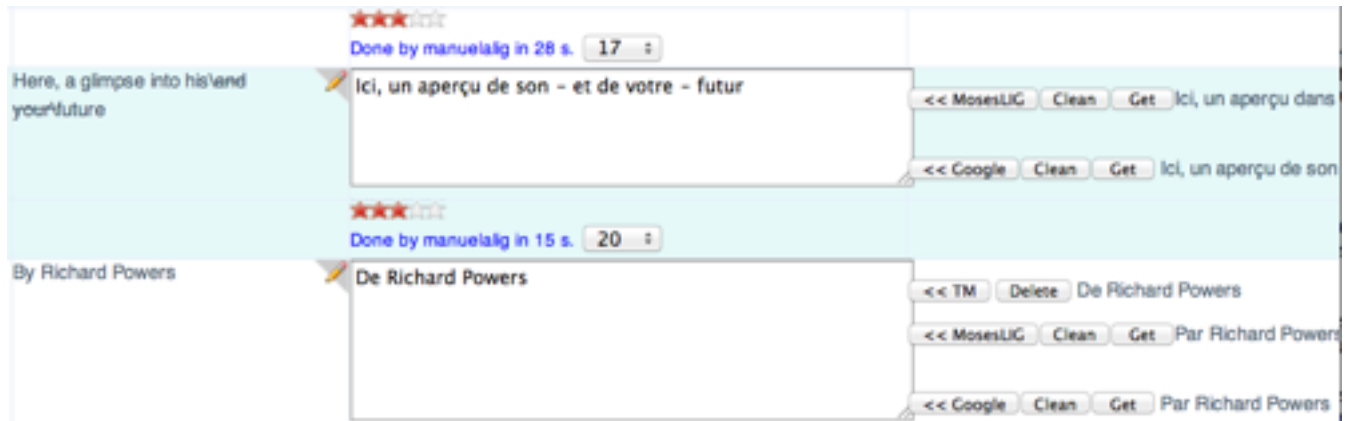 Done by manuelalig in 28 s. 17
Here, a glimpse into his\and
your\future
Ici, un aperçu de son – et de votre – futur
<< MosesLIG Clean Get Ici, un aperçu dans
<< Google Clean Get Ici, un aperçu de son
Done by manuelalig in 15 s. 20
By Richard Powers
De Richard Powers
<< TM Delete De Richard Powers
<< MosesLIG Clean Get Par Richard Powers
<< Google Clean Get Par Richard Powers